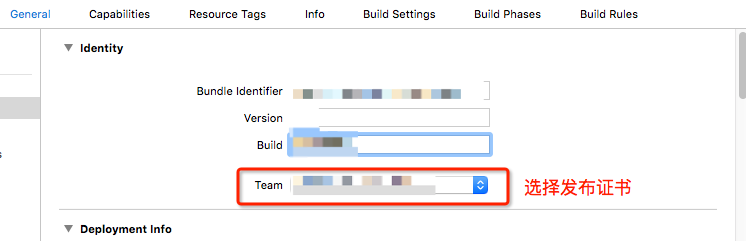 General Capabilities Resource Tags Info Build Settings Build Phases Build Rules
Identity
Bundle Identifier
Version
Build
Team 选择发布证书
Deployment Info